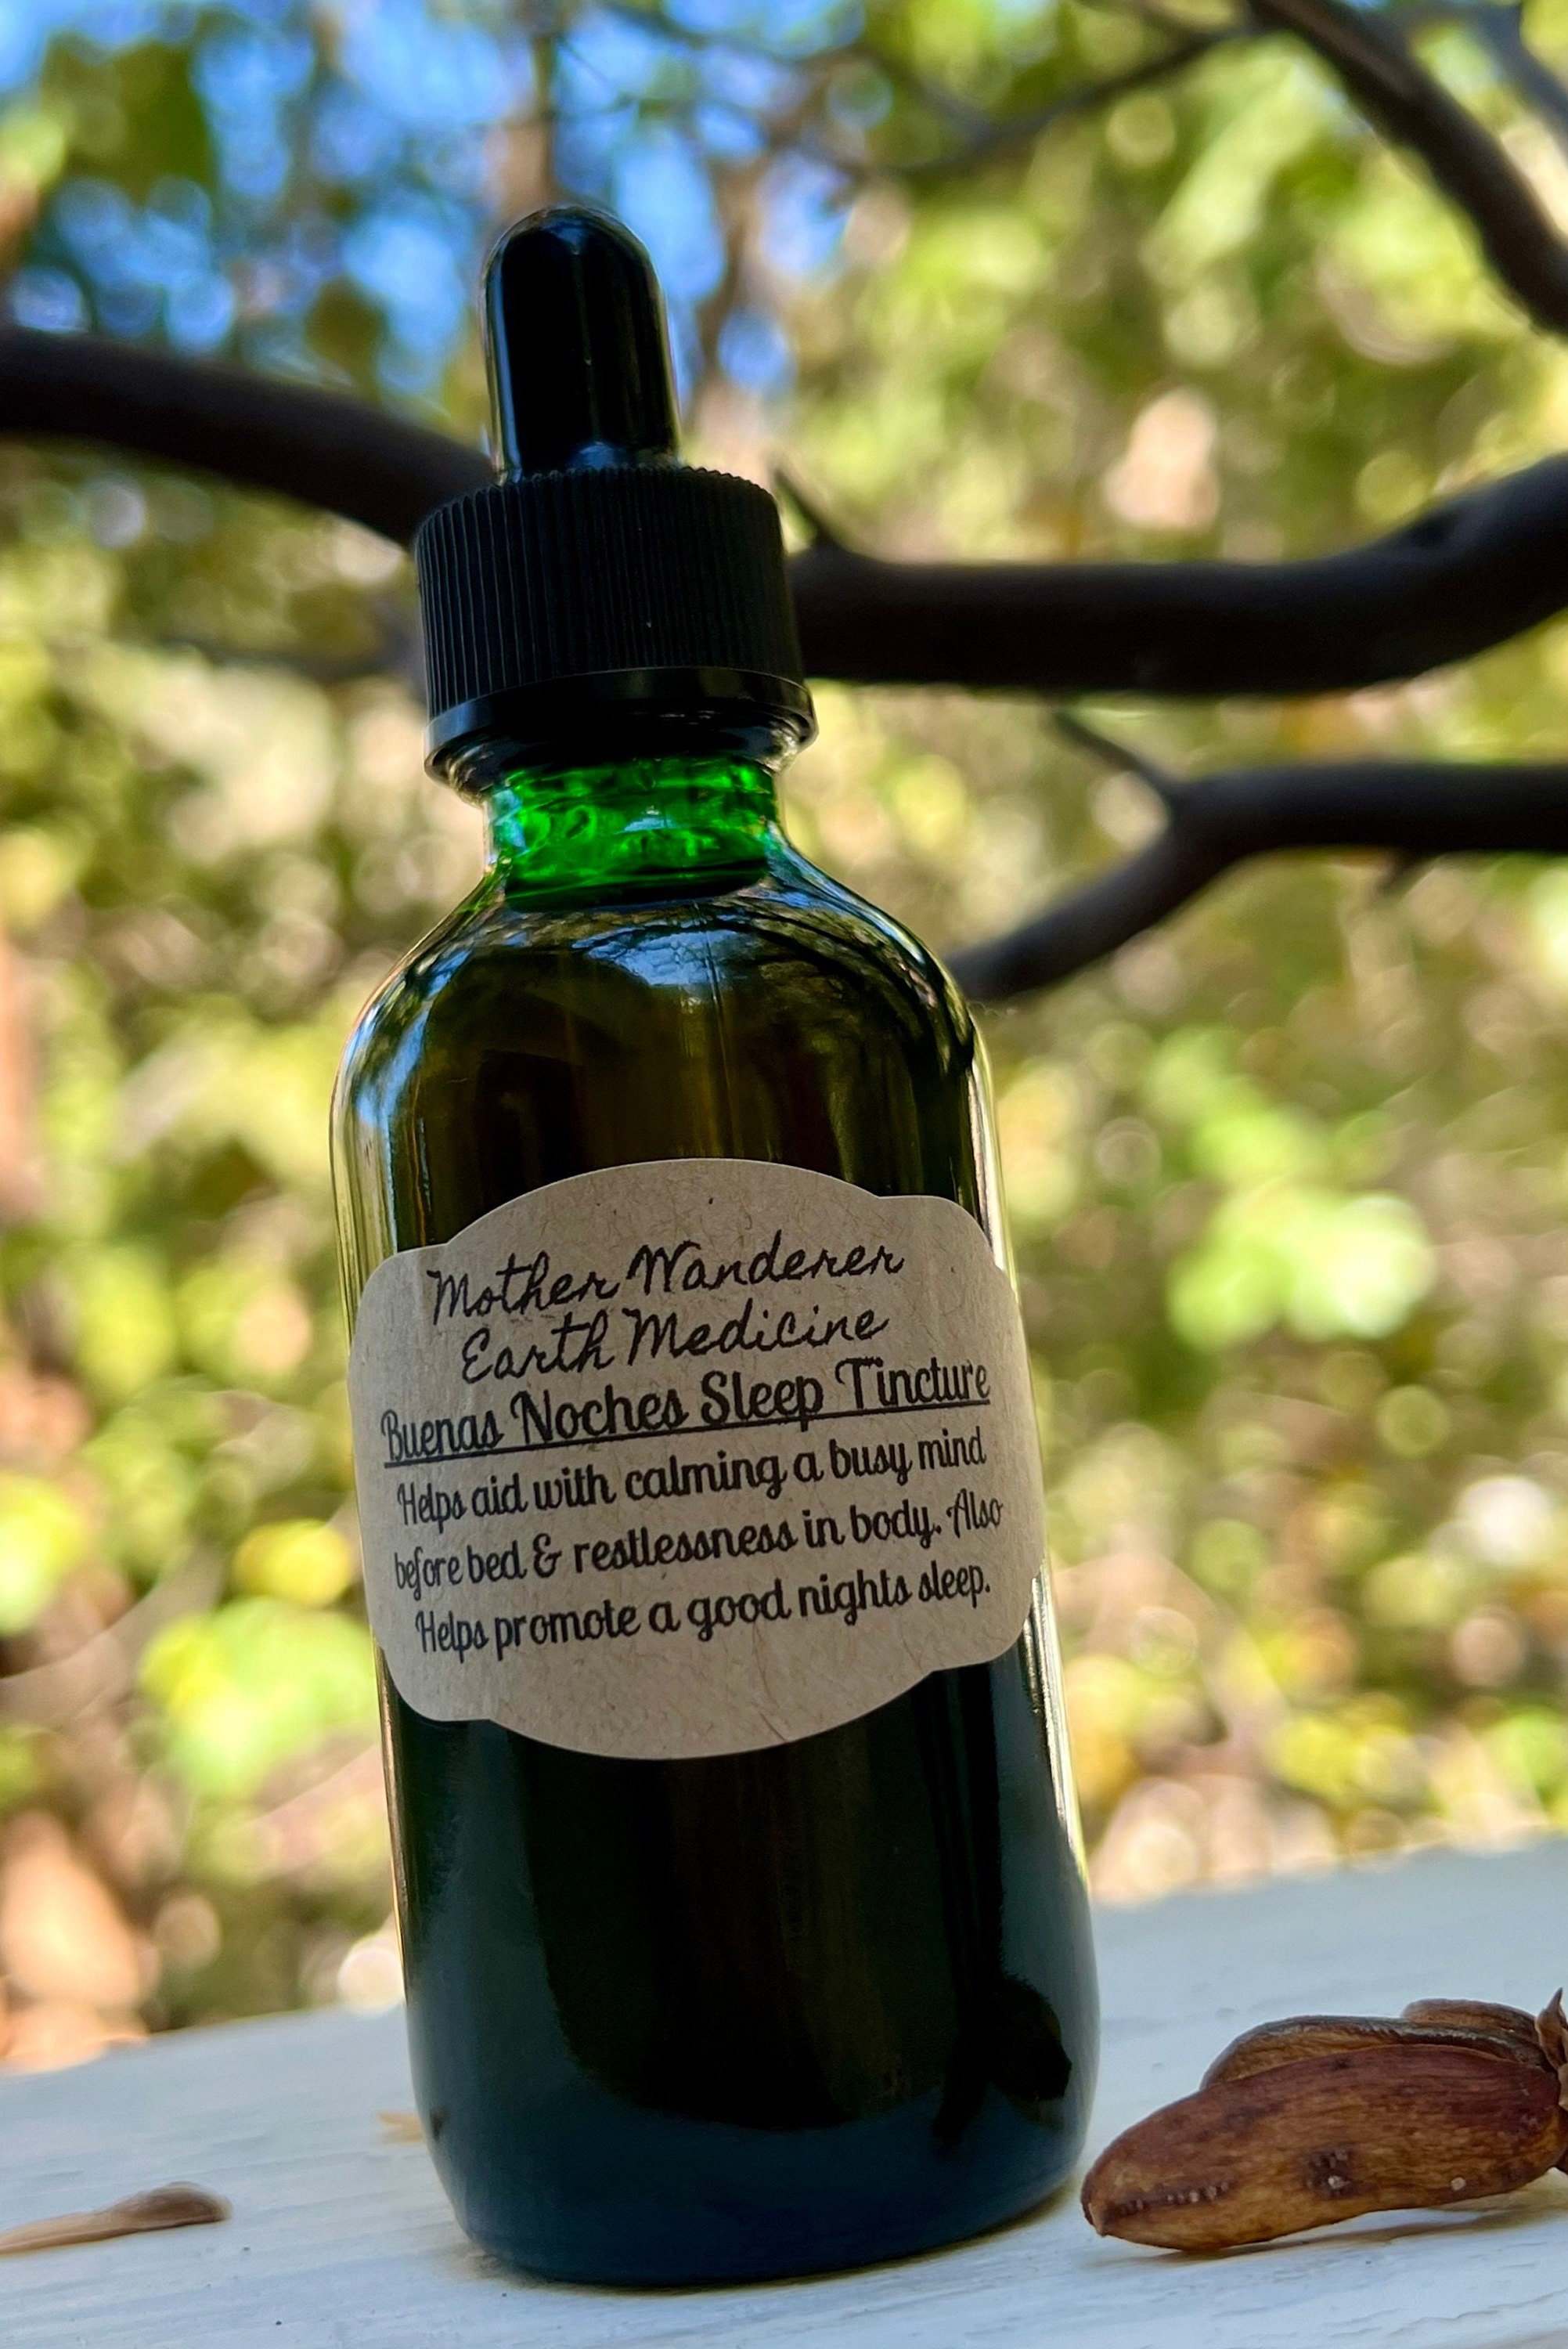 Mother Wanderer
Earth Medicine
Buenas Noches Sleep Tincture
Helps aid with calming a busy mind
before bed & restlessness in body. Also
Helps promote a good nights sleep.